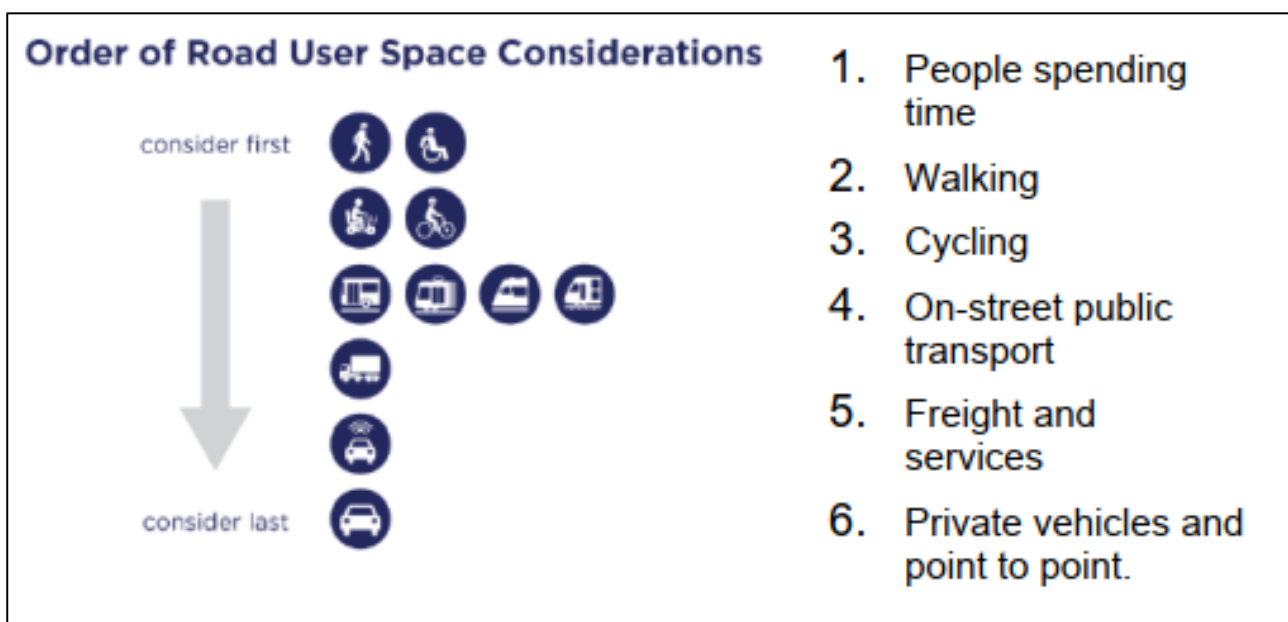 Order of Road User Space Considerations
consider first
consider last
1. People spending
time
2. Walking
3. Cycling
4. On-street public
transport
5. Freight and
services
6. Private vehicles and
point to point.